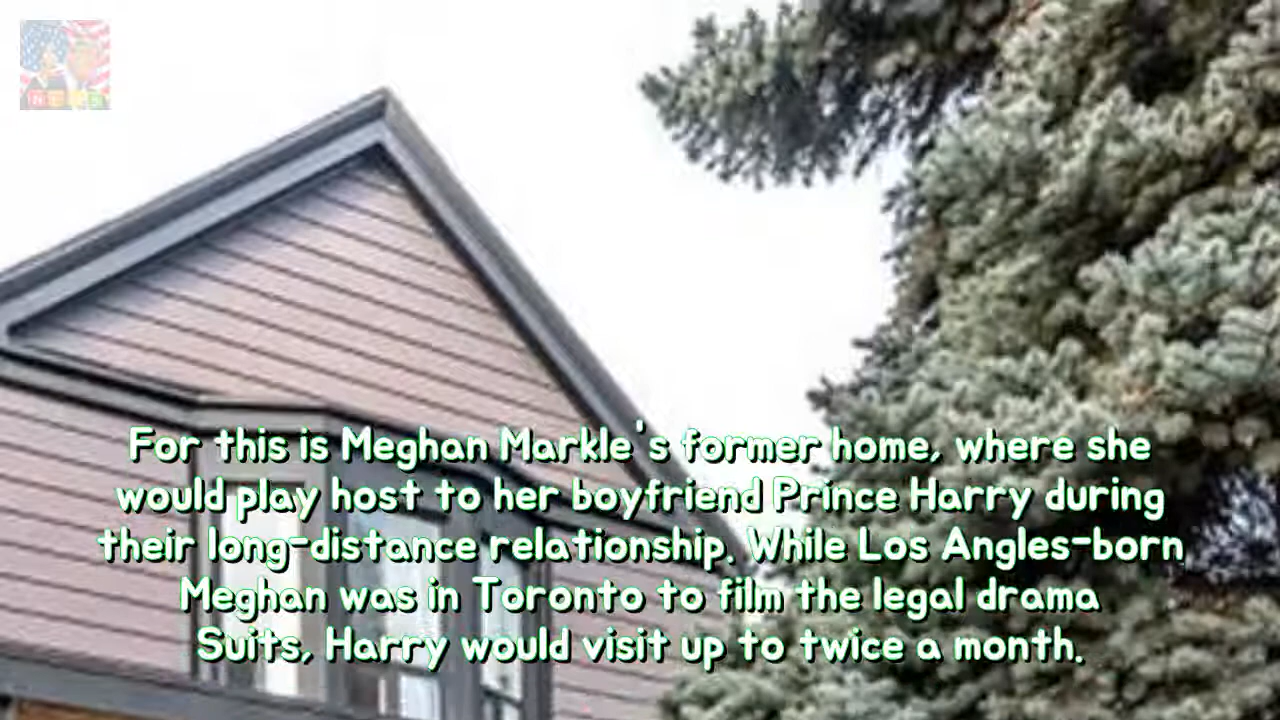 For this is Meghan Markle's former home, where she
would play host to her boyfriend Prince Harry during
their long-distance relationship. While Los Angles-born
Meghan was in Toronto to film the legal drama
Suits, Harry would visit up to twice a month.